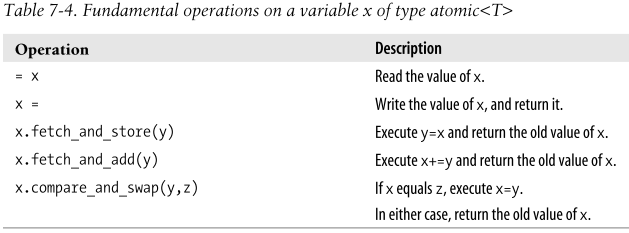 Table 7-4. Fundamental operations on a variable x of type atomic<T>
Operation Description
= x Read the value of x.
x = Write the value of x, and return it.
x.fetch_and_store(y) Execute y=x and return the old value of x.
x.fetch_and_add(y) Execute x+=y and return the old value of x.
x.compare_and_swap(y,z) If x equals z, execute x=y.
In either case, return the old value of x.